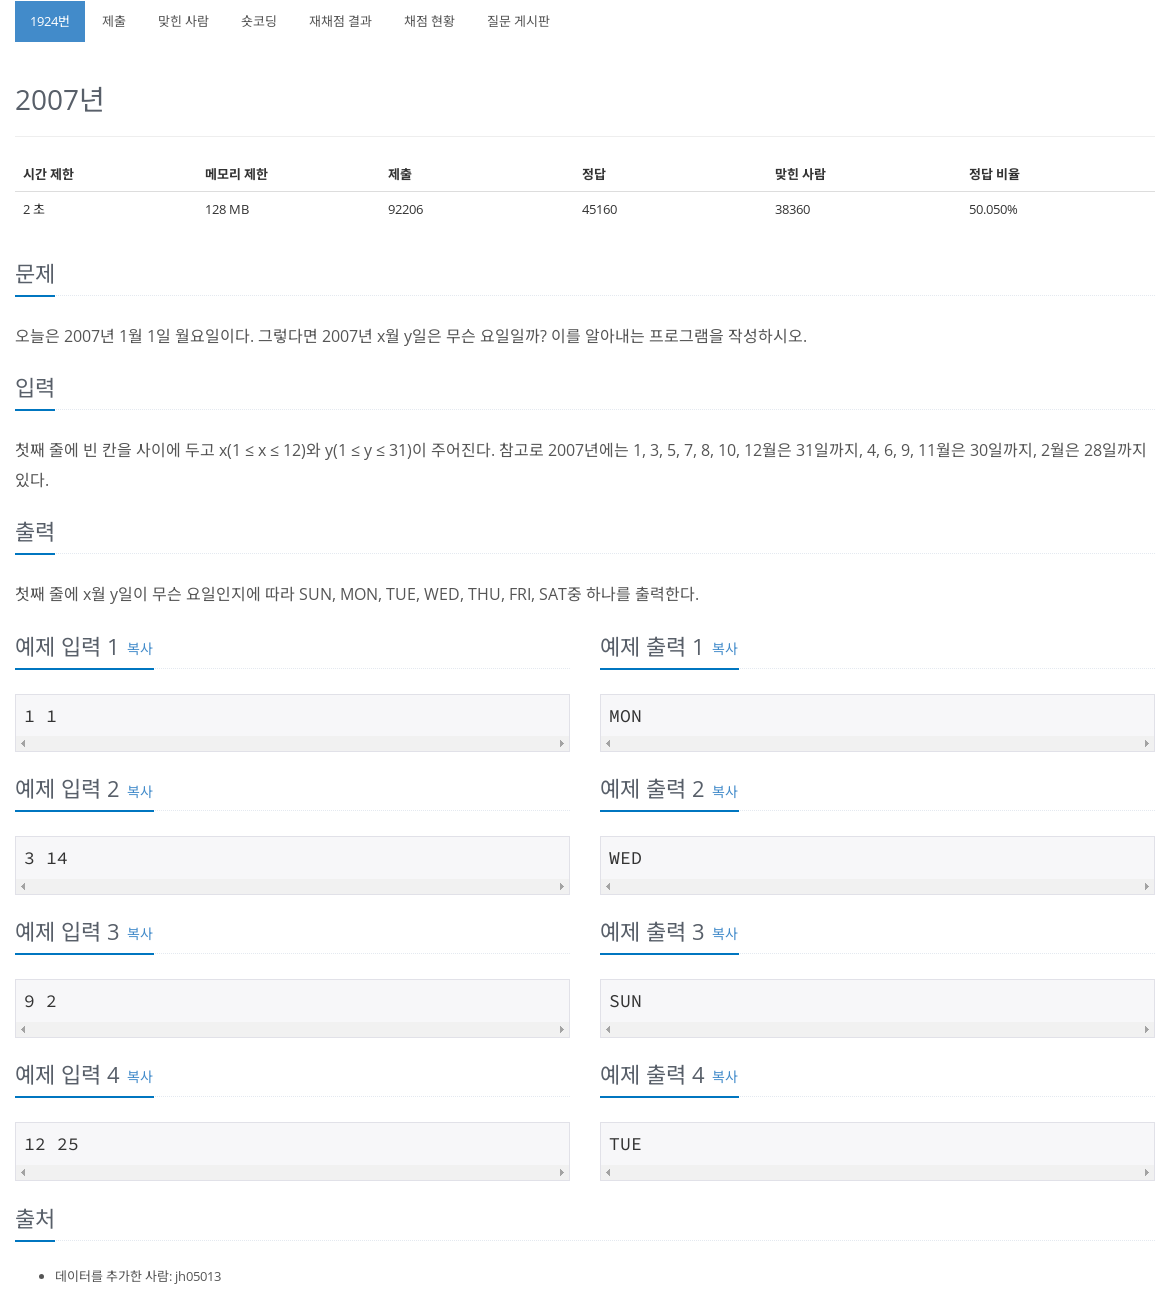 1924번 제출 맞힌 사람 숏코딩 재채점 결과 채점 현황 질문 게시판
2007년
시간 제한 메모리 제한 제출 정답 맞힌 사람 정답 비율
2 초 128 MB 92206 45160 38360 50.050%
문제
오늘은 2007년 1월 1일 월요일이다. 그렇다면 2007년 x월 y일은 무슨 요일일까? 이를 알아내는 프로그램을 작성하시오.
입력
첫째 줄에 빈 칸을 사이에 두고 x(1 ≤ x ≤ 12)와 y(1 ≤ y ≤ 31)이 주어진다. 참고로 2007년에는 1, 3, 5, 7, 8, 10, 12월은 31일까지, 4, 6, 9, 11월은 30일까지, 2월은 28일까지
있다.
출력
첫째 줄에 x월 y일이 무슨 요일인지에 따라 SUN, MON, TUE, WED, THU, FRI, SAT중 하나를 출력한다.
예제 입력 1 복사
1 1
예제 출력 1 복사
MON
예제 입력 2 복사
3 14
예제 출력 2 복사
WED
예제 입력 3 복사
9 2
예제 출력 3 복사
SUN
예제 입력 4 복사
12 25
예제 출력 4 복사
TUE
출처
데이터를 추가한 사람: jh05013